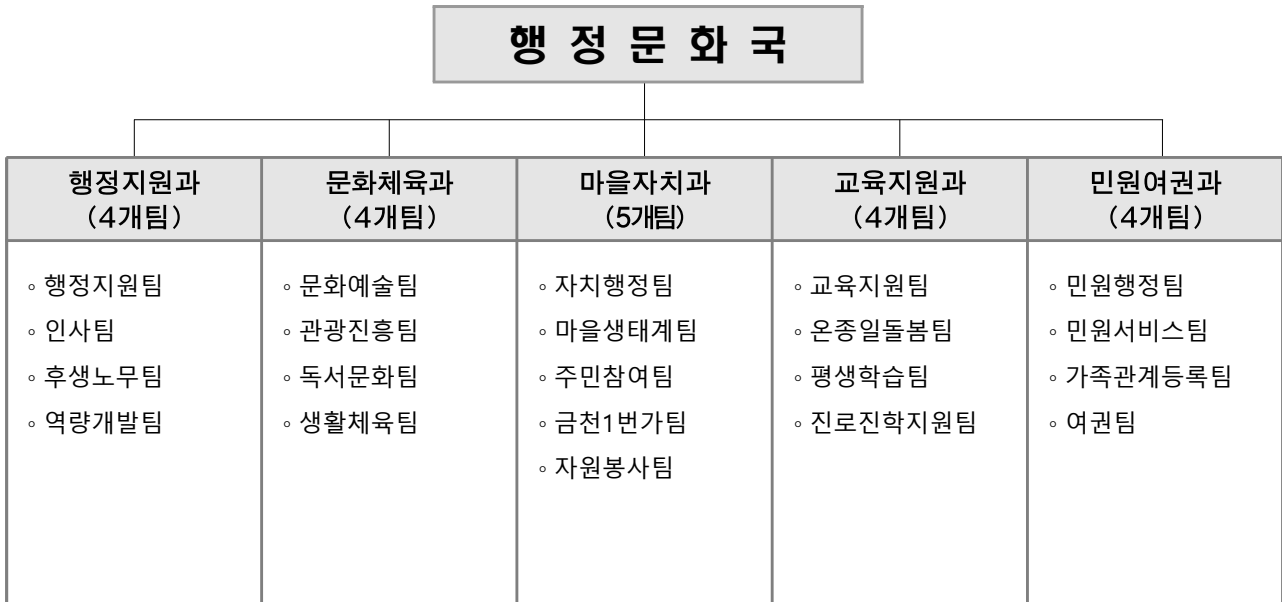 행 정 문 화 국
행정지원과
(4개팀)
◦ 행정지원팀
◦ 인사팀
◦ 후생노무팀
◦ 역량개발팀
문화체육과
(4개팀)
◦ 문화예술팀
◦ 관광진흥팀
◦ 독서문화팀
◦ 생활체육팀
마을자치과
(5개팀)
◦ 자치행정팀
◦ 마을생태계팀
◦ 주민참여팀
◦ 금천1번가팀
◦ 자원봉사팀
교육지원과
(4개팀)
◦ 교육지원팀
◦ 온종일돌봄팀
◦ 평생학습팀
◦ 진로진학지원팀
민원여권과
(4개팀)
◦ 민원행정팀
◦ 민원서비스팀
◦ 가족관계등록팀
◦ 여권팀